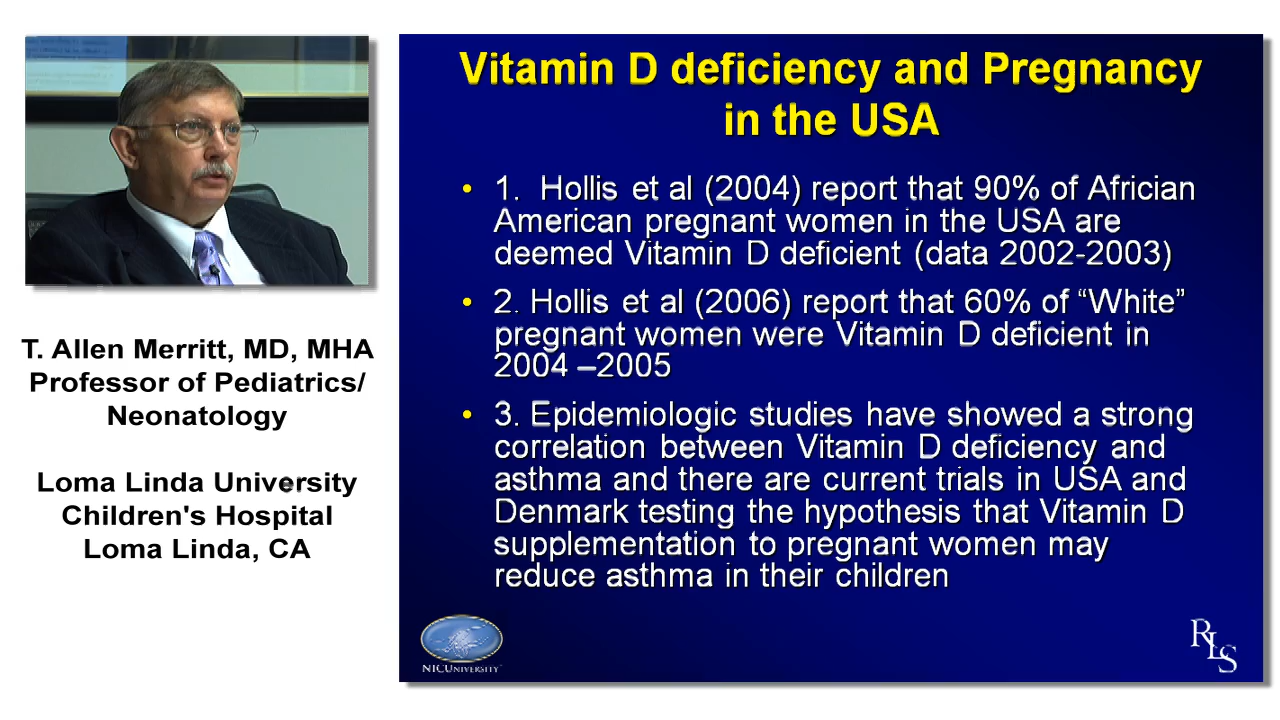 T. Allen Merritt, MD, MHA
Professor of Pediatrics/
Neonatology
Loma Linda University
Children's Hospital
Loma Linda, CA
Vitamin D deficiency and Pregnancy
in the USA
• 1. Hollis et al (2004) report that 90% of Africian
American pregnant women in the USA are
deemed Vitamin D deficient (data 2002-2003)
• 2. Hollis et al (2006) report that 60% of “White”
pregnant women were Vitamin D deficient in
2004 –2005
• 3. Epidemiologic studies have showed a strong
correlation between Vitamin D deficiency and
asthma and there are current trials in USA and
Denmark testing the hypothesis that Vitamin D
supplementation to pregnant women may
reduce asthma in their children
NICUNIVERSITY
RLS